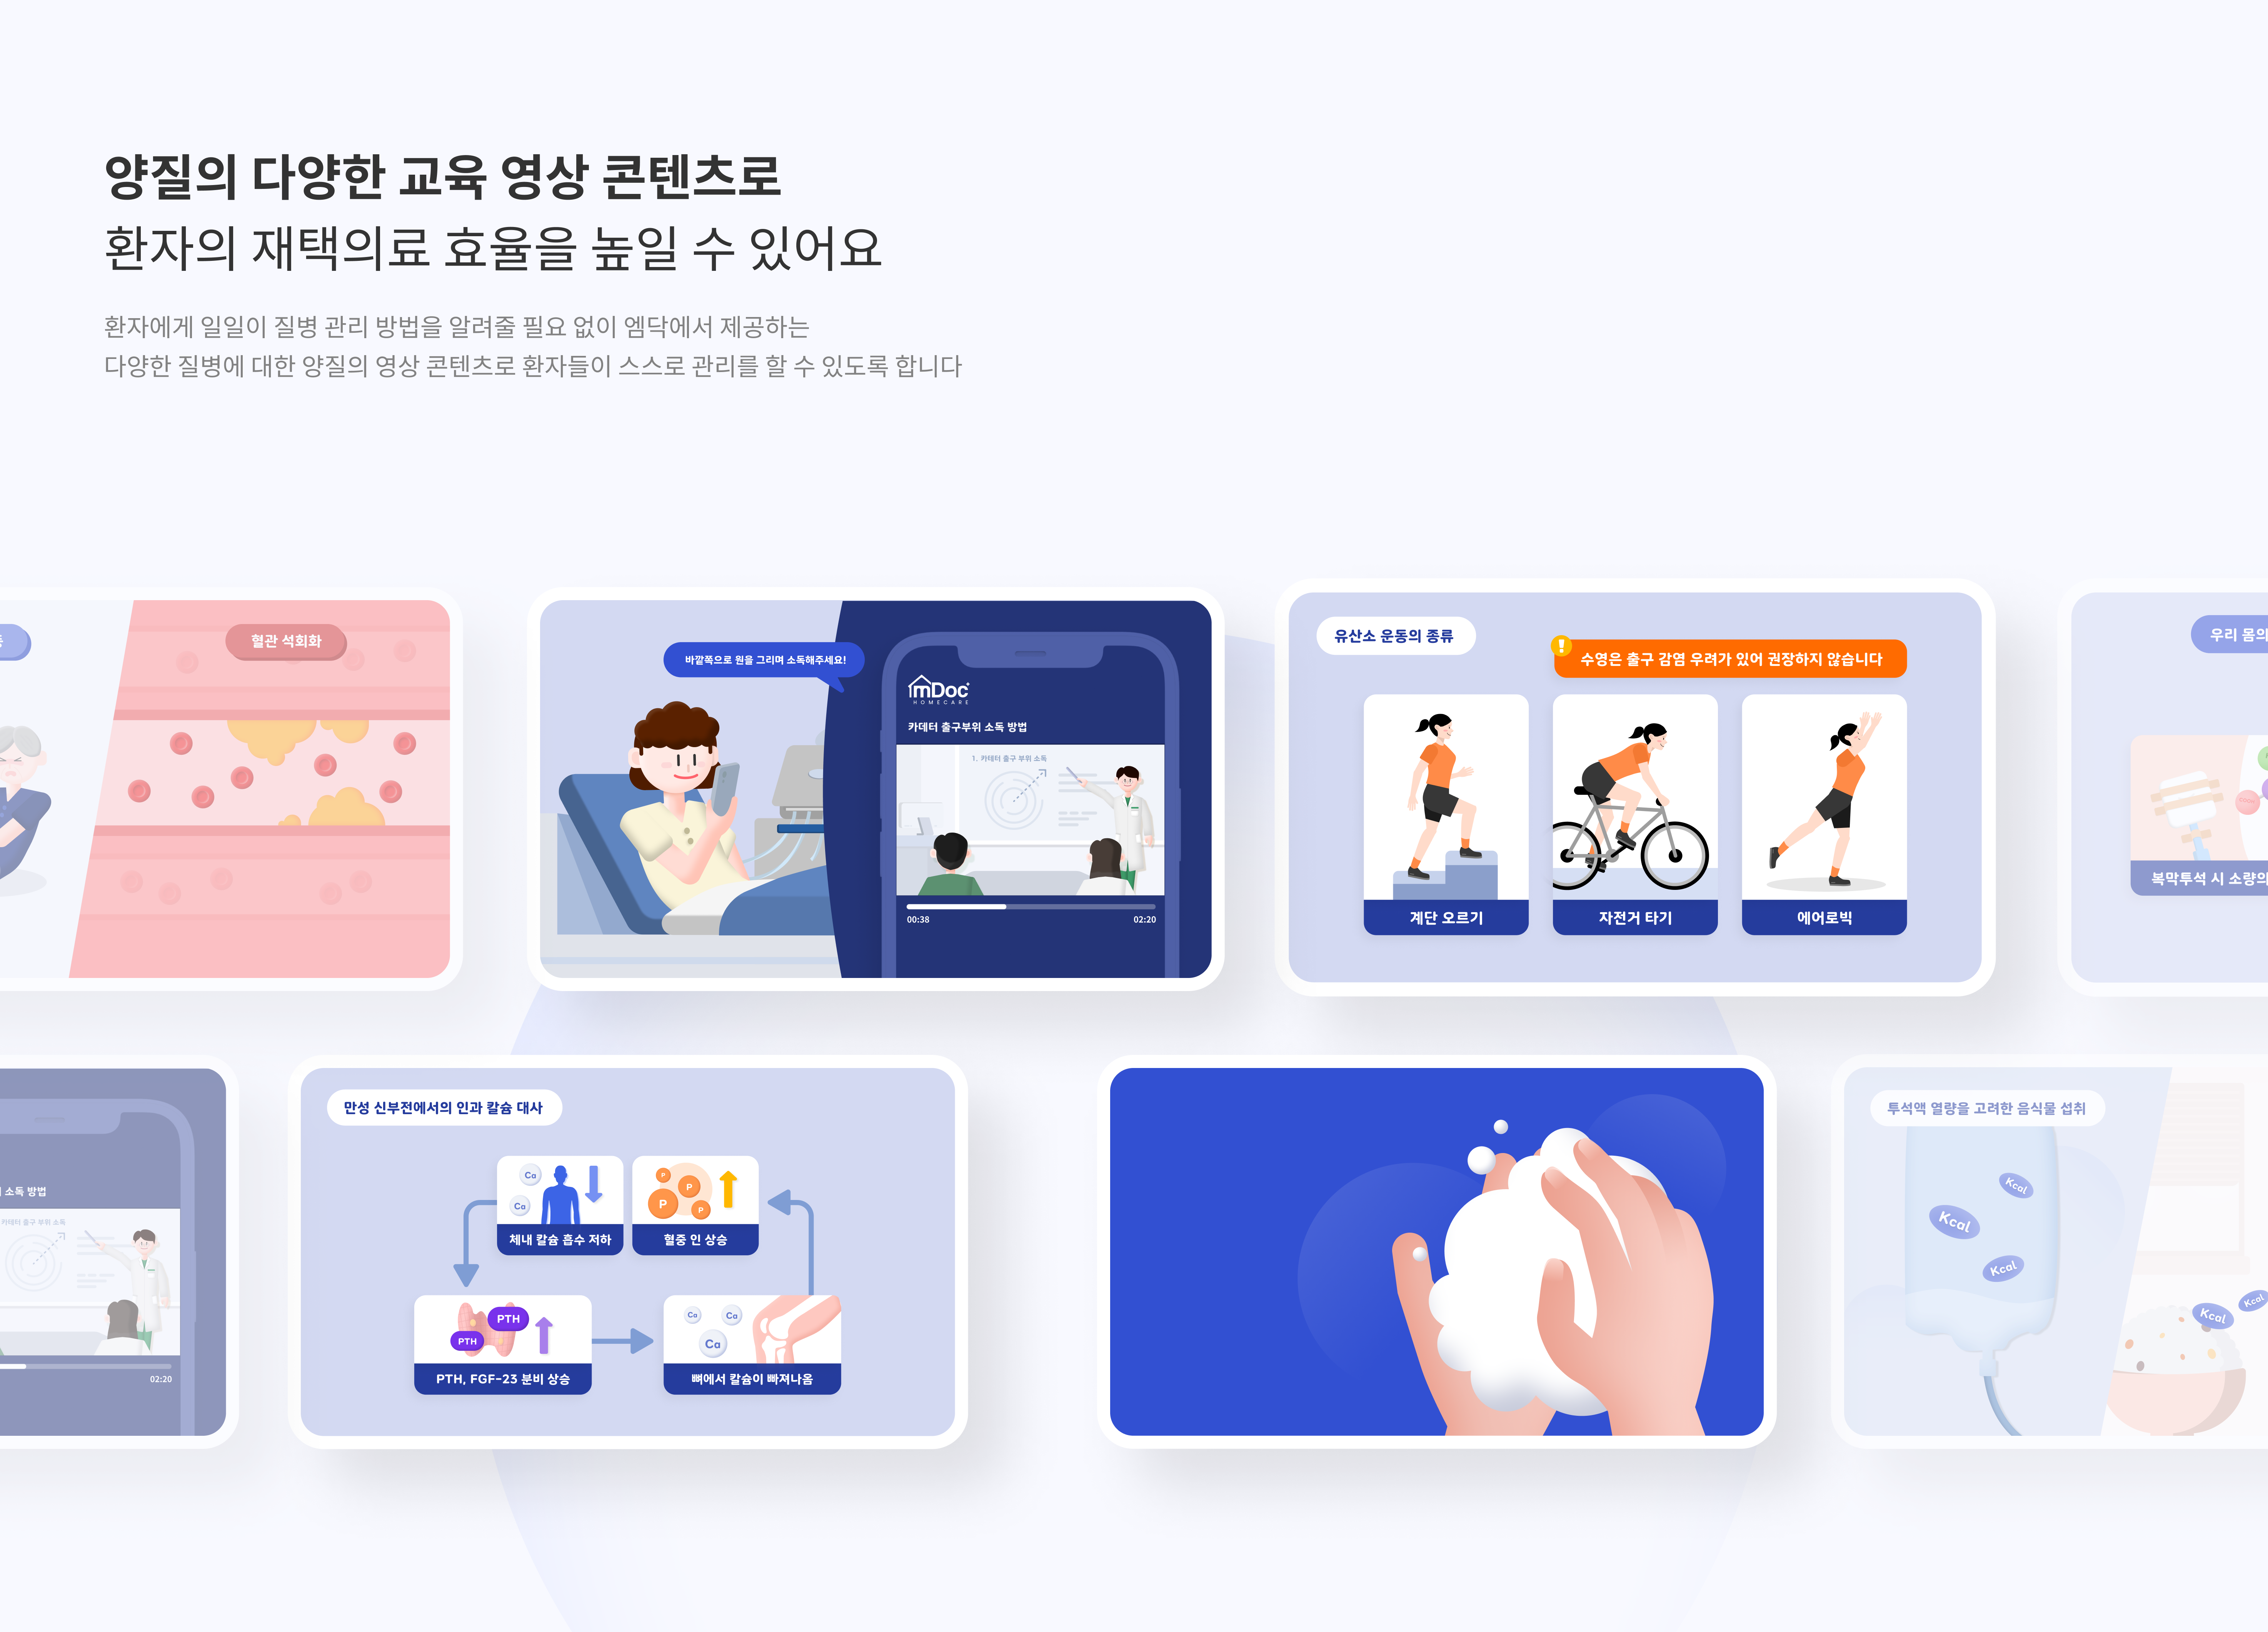 양질의 다양한 교육 영상 콘텐츠로
환자의 재택의료 효율을 높일 수 있어요
환자에게 일일이 질병 관리 방법을 알려줄 필요 없이 엠닥에서 제공하는
다양한 질병에 대한 양질의 영상 콘텐츠로 환자들이 스스로 관리를 할 수 있도록 합니다
혈관 석회화
바깥쪽으로 원을 그리며 소독해주세요!
mDoc
HOMECARE
카데터 출구부위 소독 방법
1. 카테터 출구 부위 소독
00:38
02:20
유산소 운동의 종류
수영은 출구 감염 우려가 있어 권장하지 않습니다
계단 오르기
자전거 타기
에어로빅
우리 몸의
복막투석 시 소량의
소독 방법
카테터 출구 부위 소독
02:20
만성 신부전에서의 인과 칼슘 대사
Ca
Ca
체내 칼슘 흡수 저하
P
P
P
P
혈중 인 상승
PTH
PTH
PTH, FGF-23 분비 상승
Ca
Ca
Ca
뼈에서 칼슘이 빠져나옴
투석액 열량을 고려한 음식물 섭취
Kcal
Kcal
Kcal
Kcal
Kcal